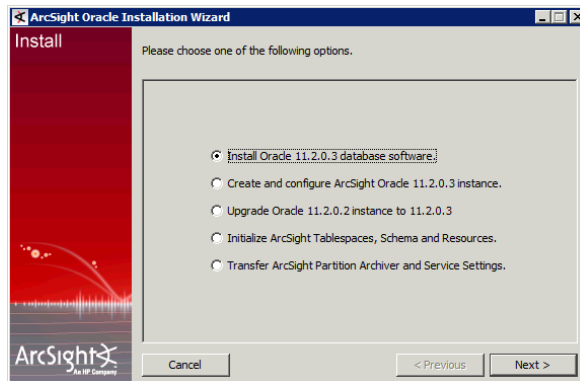 ArcSight Oracle Installation Wizard
Install
Please choose one of the following options.
Install Oracle 11.2.0.3 database software.
Create and configure ArcSight Oracle 11.2.0.3 instance.
Upgrade Oracle 11.2.0.2 instance to 11.2.0.3
Initialize ArcSight Tablespaces, Schema and Resources.
Transfer ArcSight Partition Archiver and Service Settings.
ArcSight
An HP Company
Cancel
< Previous
Next >